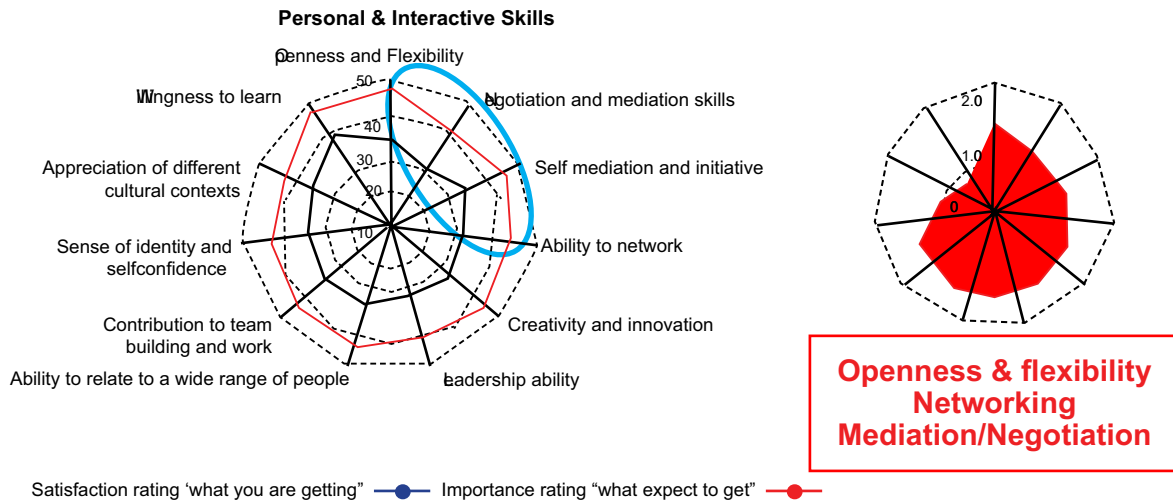 Personal & Interactive Skills
Openness and Flexibility
Willingness to learn
Negotiation and mediation skills
Appreciation of different
cultural contexts
Self mediation and initiative
Sense of identity and
selfconfidence
Ability to network
Contribution to team
building and work
Creativity and innovation
Ability to relate to a wide range of people
Leadership ability
50
40
30
20
10
2.0
1.0
0
Openness & flexibility
Networking
Mediation/Negotiation
Satisfaction rating ‘what you are getting” Importance rating “what expect to get”